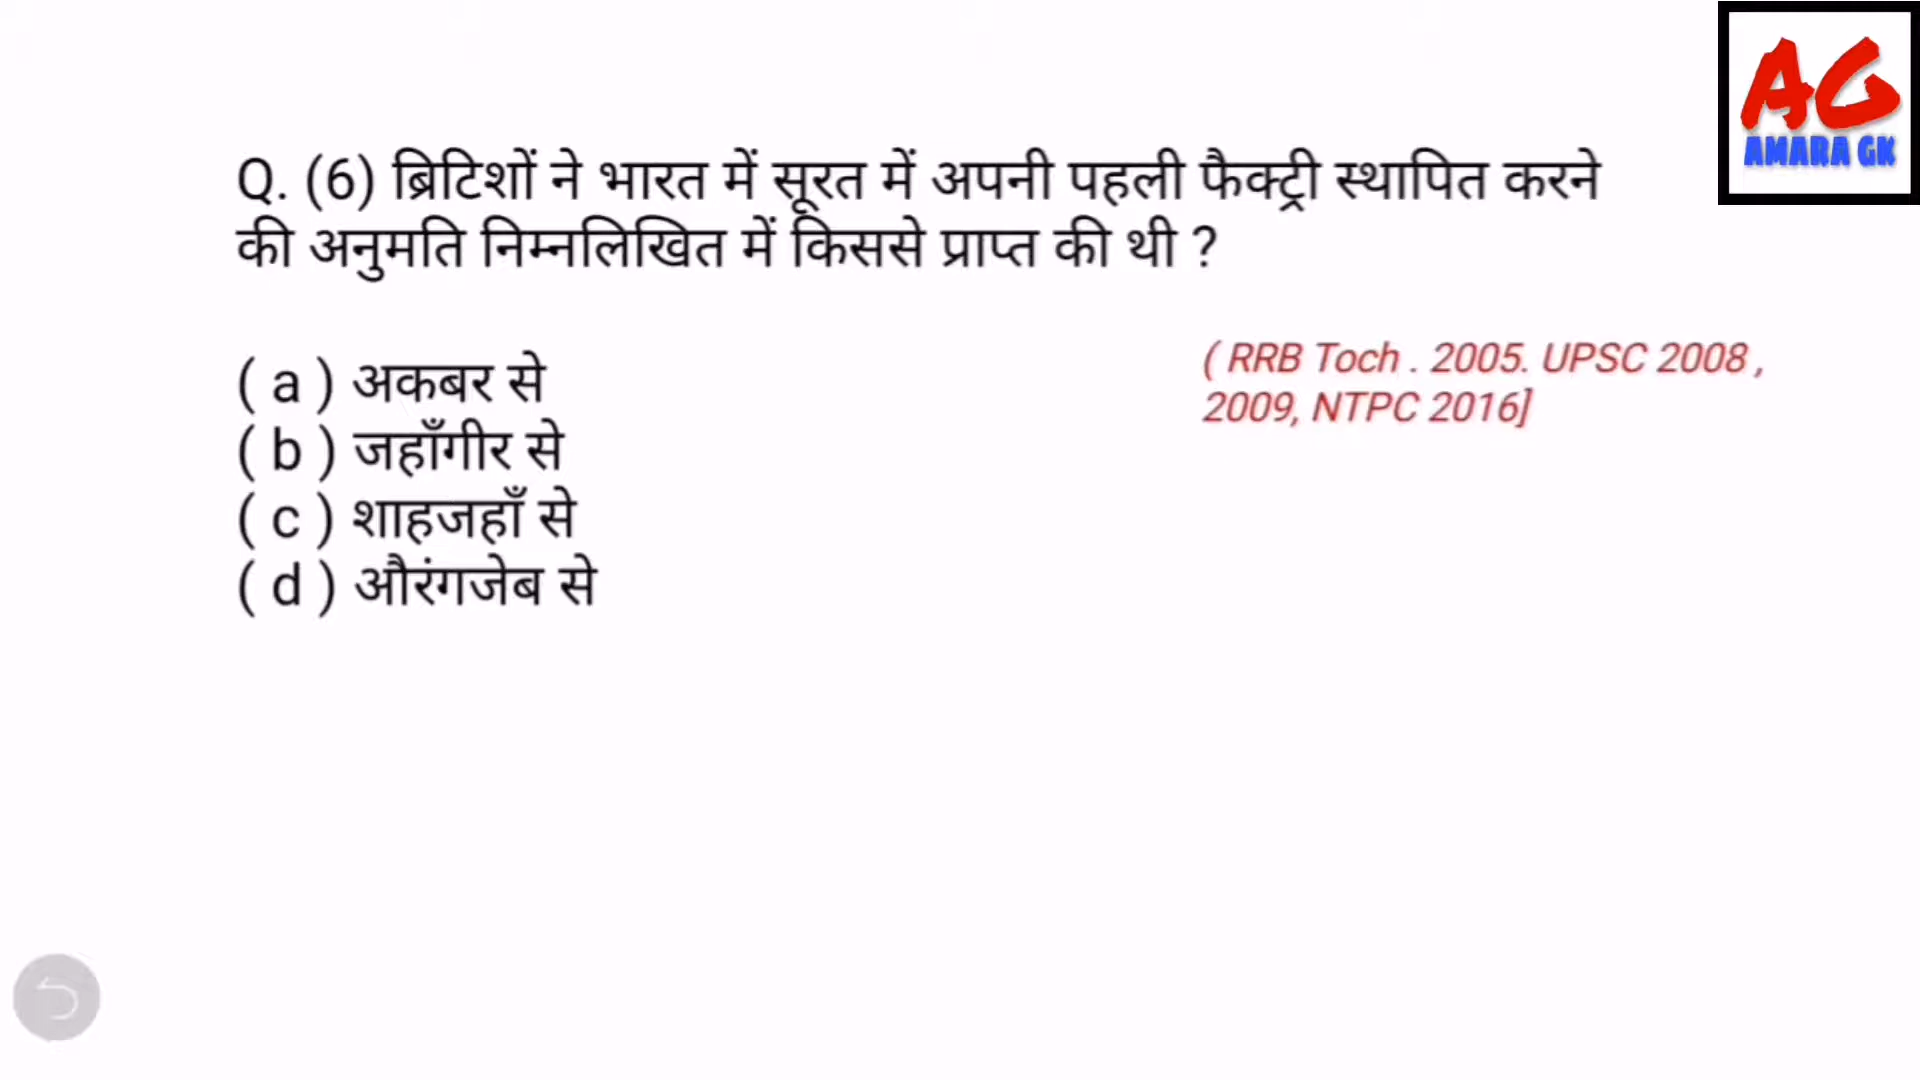 AG
AMARA GK
Q. (6) ब्रिटिशों ने भारत में सूरत में अपनी पहली फैक्ट्री स्थापित करने
की अनुमति निम्नलिखित में किससे प्राप्त की थी ?
( a ) अकबर से
( b ) जहाँगीर से
( c ) शाहजहाँ से
( d ) औरंगजेब से
( RRB Toch . 2005. UPSC 2008 ,
2009, NTPC 2016]